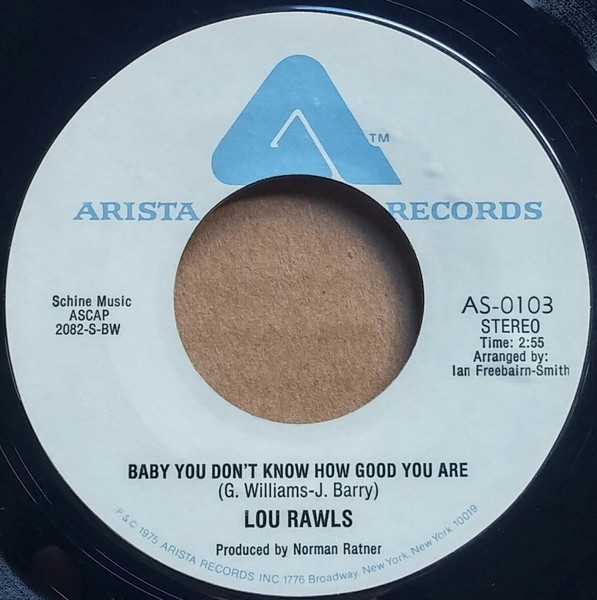 TM
ARISTA RECORDS
Schine Music
ASCAP
2082-S-BW
AS-0103
STEREO
Time: 2:55
Arranged by:
Ian Freebairn-Smith
BABY YOU DON'T KNOW HOW GOOD YOU ARE
(G. Williams-J. Barry)
LOU RAWLS
Produced by Norman Ratner
℗ & © 1975 ARISTA RECORDS INC 1776 Broadway, New York, New York 10019